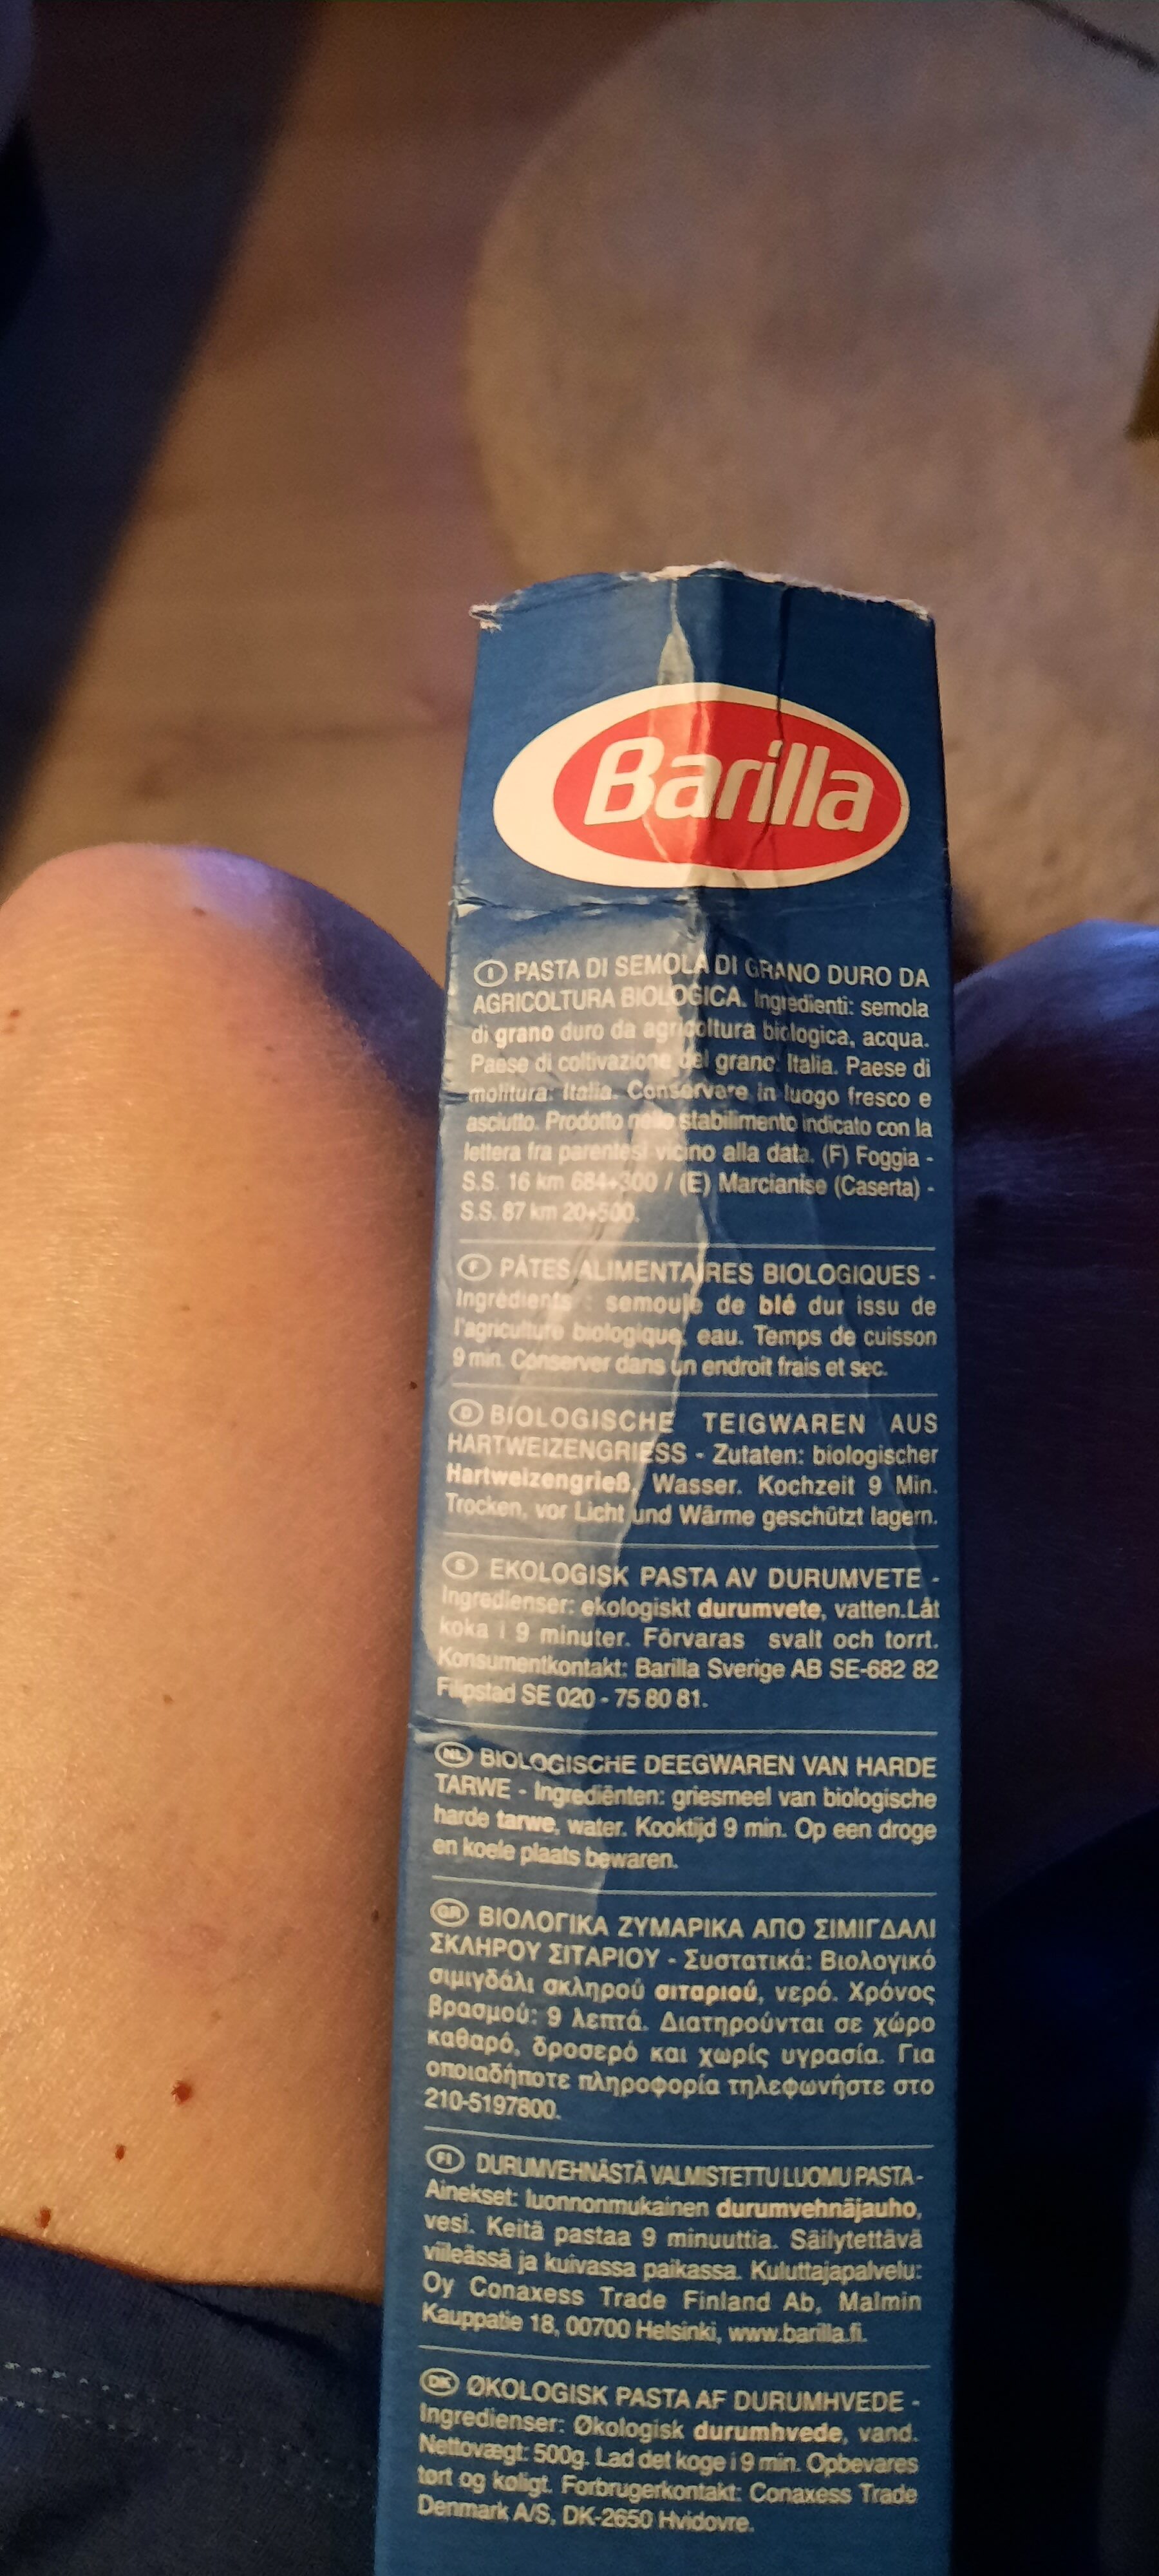 Barilla
I PASTA DI SEMOLA DI GRANO DURO DA
AGRICOLTURA BIOLOGICA. Ingredienti: semola
di grano duro da agricoltura biologica, acqua.
Paese di coltivazione del grano: Italia. Paese di
molitura: Italia. Conservare in luogo fresco e
asciutto. Prodotto nello stabilimento indicato con la
lettera fra parentesi vicino alla data. (F) Foggia -
S.S. 16 km 684+300 / (E) Marcianise (Caserta) -
S.S. 87 km 20+500.
F PÂTES ALIMENTAIRES BIOLOGIQUES -
Ingrédients : semoule de blé dur issu de
l'agriculture biologique, eau. Temps de cuisson
9 min. Conserver dans un endroit frais et sec.
D BIOLOGISCHE TEIGWAREN AUS
HARTWEIZENGRIESS - Zutaten: biologischer
Hartweizengrieß, Wasser. Kochzeit 9 Min.
Trocken, vor Licht und Wärme geschützt lagern.
S EKOLOGISK PASTA AV DURUMVETE -
Ingredienser: ekologiskt durumvete, vatten.Låt
koka i 9 minuter. Förvaras svalt och torrt.
Konsumentkontakt: Barilla Sverige AB SE-682 82
Filipstad SE 020 - 75 80 81.
NL BIOLOGISCHE DEEGWAREN VAN HARDE
TARWE - Ingrediënten: griesmeel van biologische
harde tarwe, water. Kooktijd 9 min. Op een droge
en koele plaats bewaren.
GR ΒΙΟΛΟΓΙΚΑ ΖΥΜΑΡΙΚΑ ΑΠΟ ΣΙΜΙΓΔΑΛΙ
ΣΚΛΗΡΟΥ ΣΙΤΑΡΙΟΥ - Συστατικά: Βιολογικό
σιμιγδάλι σκληρού σιταριού, νερό. Χρόνος
βρασμού: 9 λεπτά. Διατηρούνται σε χώρο
καθαρό, δροσερό και χωρίς υγρασία. Για
οποιαδήποτε πληροφορία τηλεφωνήστε στο
210-5197800.
FI DURUMVEHNÄSTÄ VALMISTETTU LUOMU PASTA -
Ainekset: luonnonmukainen durumvehnäjauho,
vesi. Keitä pastaa 9 minuuttia. Säilytettävä
viileässä ja kuivassa paikassa. Kuluttajapalvelu:
Oy Conaxess Trade Finland Ab, Malmin
Kauppatie 18, 00700 Helsinki, www.barilla.fi.
DK ØKOLOGISK PASTA AF DURUMHVEDE -
Ingredienser: Økologisk durumhvede, vand.
Nettovægt: 500g. Lad det koge i 9 min. Opbevares
tørt og køligt. Forbrugerkontakt: Conaxess Trade
Denmark A/S, DK-2650 Hvidovre.